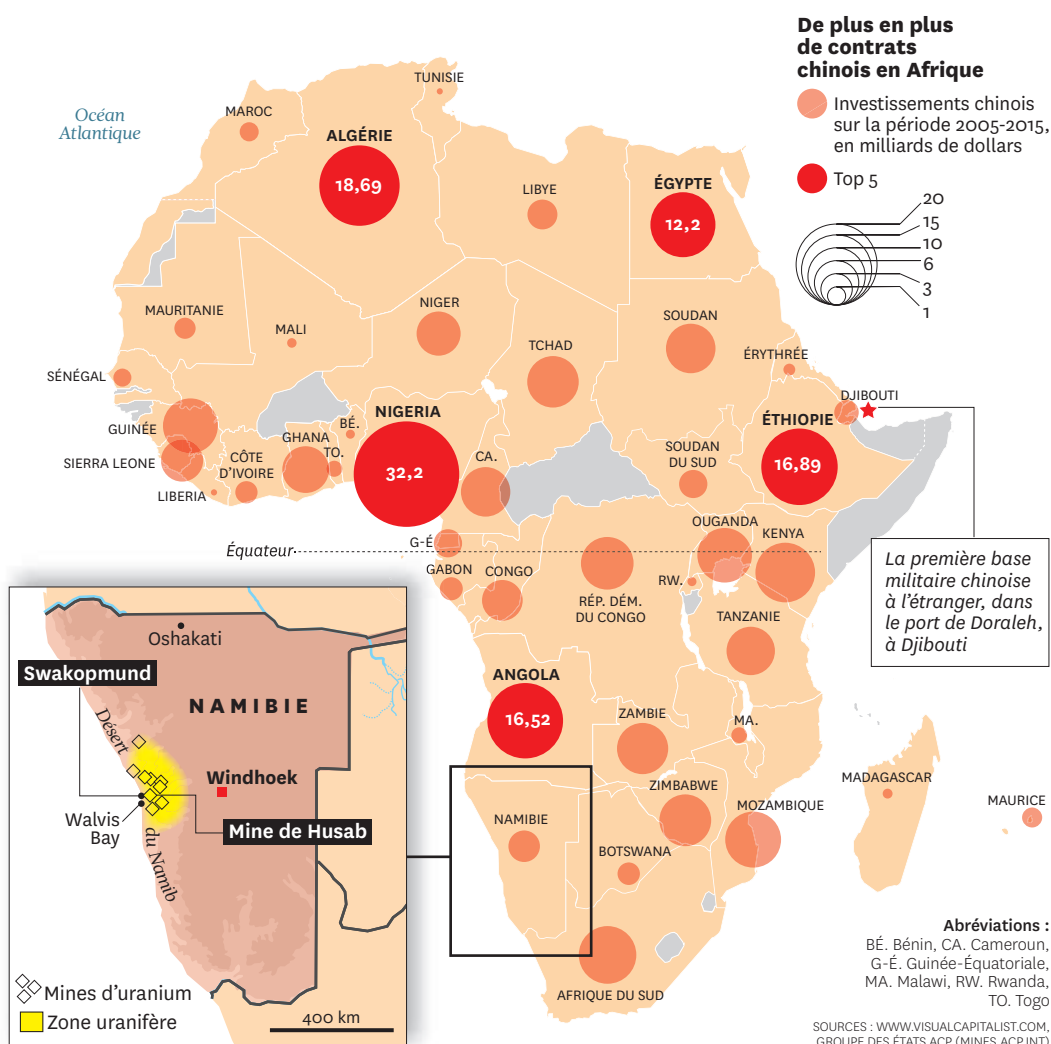 De plus en plus
de contrats
chinois en Afrique
Investissements chinois
sur la période 2005-2015,
en milliards de dollars
Top 5
20
15
10
6
3
1
Océan
Atlantique
TUNISIE
MAROC
ALGÉRIE
18,69
LIBYE
ÉGYPTE
12,2
MAURITANIE
MALI
NIGER
TCHAD
SOUDAN
ÉRYTHRÉE
SÉNÉGAL
DJIBOUTI
GUINÉE
SIERRA LEONE
LIBERIA
CÔTE
D'IVOIRE
GHANA
TO.
BÉ.
NIGERIA
32,2
CA.
SOUDAN
DU SUD
ÉTHIOPIE
16,89
Équateur
G-É
GABON
CONGO
RÉP. DÉM.
DU CONGO
OUGANDA
KENYA
RW.
TANZANIE
La première base
militaire chinoise
à l'étranger, dans
le port de Doraleh,
à Djibouti
ANGOLA
16,52
ZAMBIE
MA.
ZIMBABWE
MOZAMBIQUE
MADAGASCAR
MAURICE
NAMIBIE
BOTSWANA
AFRIQUE DU SUD
Oshakati
Swakopmund
NAMIBIE
Désert
du Namib
Windhoek
Walvis
Bay
Mine de Husab
Mines d'uranium
Zone uranifère
400 km
Abréviations :
BÉ. Bénin, CA. Cameroun,
G-É. Guinée-Équatoriale,
MA. Malawi, RW. Rwanda,
TO. Togo
SOURCES : WWW.VISUALCAPITALIST.COM,
GROUPE DES ÉTATS ACP (MINES.ACP.INT)